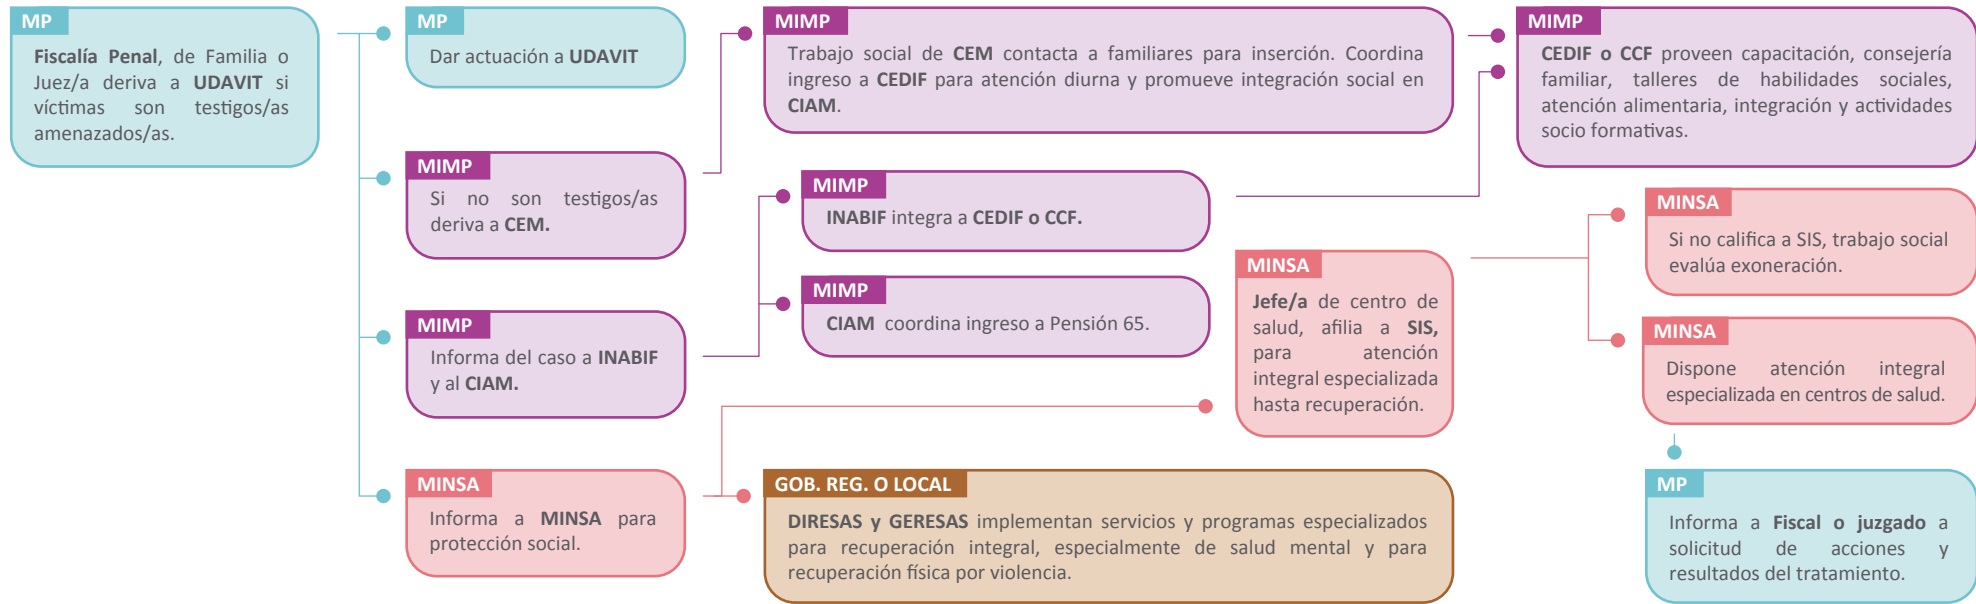 MP
Fiscalía Penal, de Familia o
Juez/a deriva a UDAVIT si
víctimas son testigos/as
amenazados/as.
MP
Dar actuación a UDAVIT
MIMP
Si no son testigos/as
deriva a CEM.
MIMP
Informa del caso a INABIF
y al CIAM.
MINSA
Informa a MINSA para
protección social.
MIMP
Trabajo social de CEM contacta a familiares para inserción. Coordina
ingreso a CEDIF para atención diurna y promueve integración social en
CIAM.
MIMP
INABIF integra a CEDIF o CCF.
MIMP
CIAM coordina ingreso a Pensión 65.
GOB. REG. O LOCAL
DIRESAS y GERESAS implementan servicios y programas especializados
para recuperación integral, especialmente de salud mental y para
recuperación física por violencia.
MINSA
Jefe/a de centro de
salud, afilia a SIS,
para atención
integral especializada
hasta recuperación.
MIMP
CEDIF o CCF proveen capacitación, consejería
familiar, talleres de habilidades sociales,
atención alimentaria, integración y actividades
socio formativas.
MINSA
Si no califica a SIS, trabajo social
evalúa exoneración.
MINSA
Dispone atención integral
especializada en centros de salud.
MP
Informa a Fiscal o juzgado a
solicitud de acciones y
resultados del tratamiento.